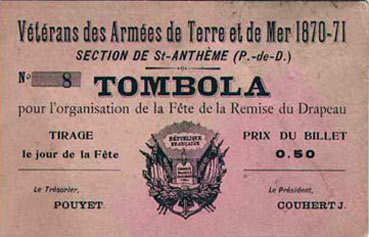 Vétérans des Armées de Terre et de Mer 1870-71
SECTION DE St-ANTHÈME (P.-de-D.)
No 8
TOMBOLA
pour l'organisation de la Fête de la Remise du Drapeau
TIRAGE
le jour de la Fête
RÉPUBLIQUE
FRANÇAISE
PRIX DU BILLET
0.50
Le Trésorier,
POUYET.
Le Président,
COUHERT J.